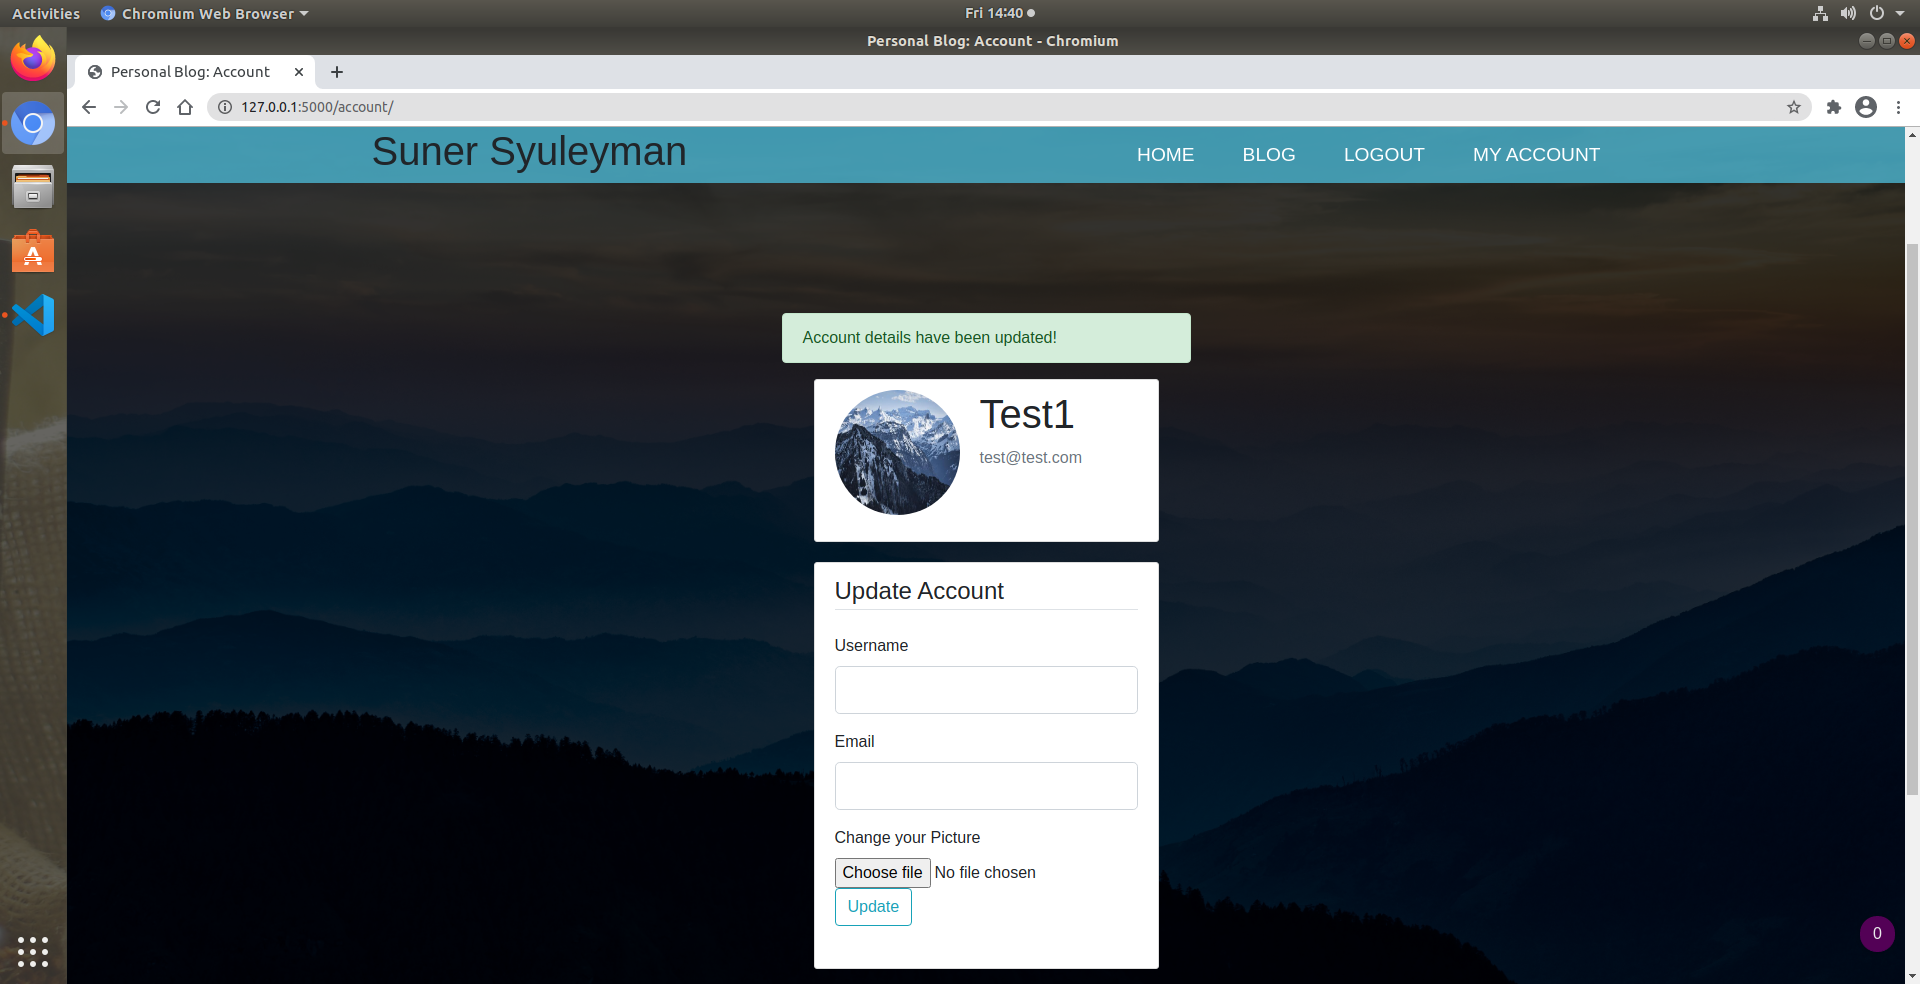 Activities
Chromium Web Browser
Fri 14:40
Personal Blog: Account - Chromium
Personal Blog: Account
127.0.0.1:5000/account/
Suner Syuleyman
HOME
BLOG
LOGOUT
MY ACCOUNT
Account details have been updated!
Test1
test@test.com
Update Account
Username
Email
Change your Picture
Choose file No file chosen
Update
0